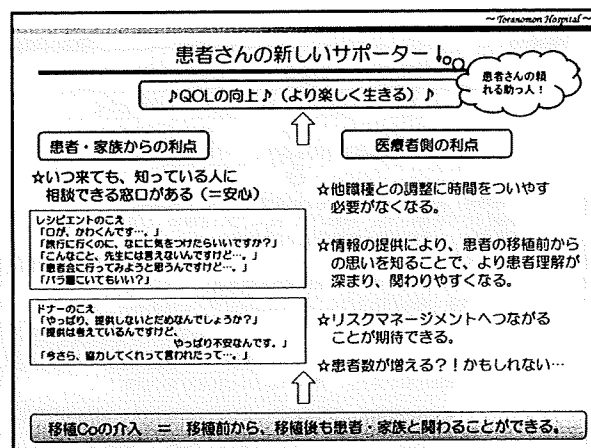 ~ Toranomon Hospital ~
患者さんの新しいサポーター!
患者さんの頼
れる助っ人!
♪QOLの向上♪(より楽しく生きる)♪
患者・家族からの利点
☆いつ来ても、知っている人に
相談できる窓口がある(=安心)
レシピエントのこえ
「口が、かわくんです…。」
「旅行に行くのに、なにに気をつけたらいいですか?」
「こんなこと、先生には言えないんですけど…。」
「患者会に行ってみようと思うんですけど…。」
「バラ園にいてもいい?」
ドナーのこえ
「やっぱり、提供しないとだめなんでしょうか?」
「提供は考えているんですけど、
やっぱり不安なんです。」
「今さら、協力してくれって言われたって…。」
医療者側の利点
☆他職種との調整に時間をついやす
必要がなくなる。
☆情報の提供により、患者の移植前から
の思いを知ることで、より患者理解が
深まり、関わりやすくなる。
☆リスクマネージメントへつながる
ことが期待できる。
☆患者数が増える?!かもしれない…
移植Coの介入 = 移植前から、移植後も患者・家族と関わることができる。